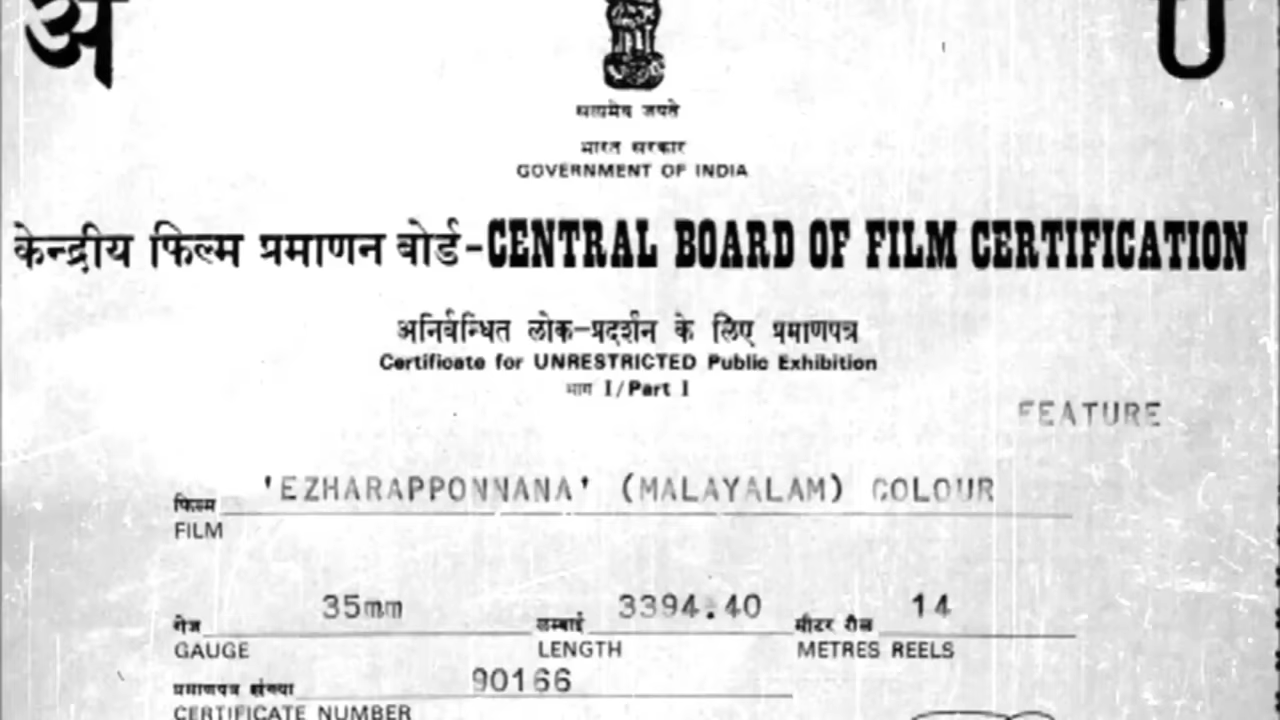 अ U
सत्यमेव जयते
भारत सरकार
GOVERNMENT OF INDIA
केन्द्रीय फिल्म प्रमाणन बोर्ड-CENTRAL BOARD OF FILM CERTIFICATION
अनिर्बन्धित लोक-प्रदर्शन के लिए प्रमाणपत्र
Certificate for UNRESTRICTED Public Exhibition
भाग I/Part I
FEATURE
फिल्म 'EZHARAPPONNANA' (MALAYALAM) COLOUR
FILM
गेज 35mm लम्बाई 3394.40 मीटर रील 14
GAUGE LENGTH METRES REELS
प्रमाणपत्र संख्या 90166
CERTIFICATE NUMBER